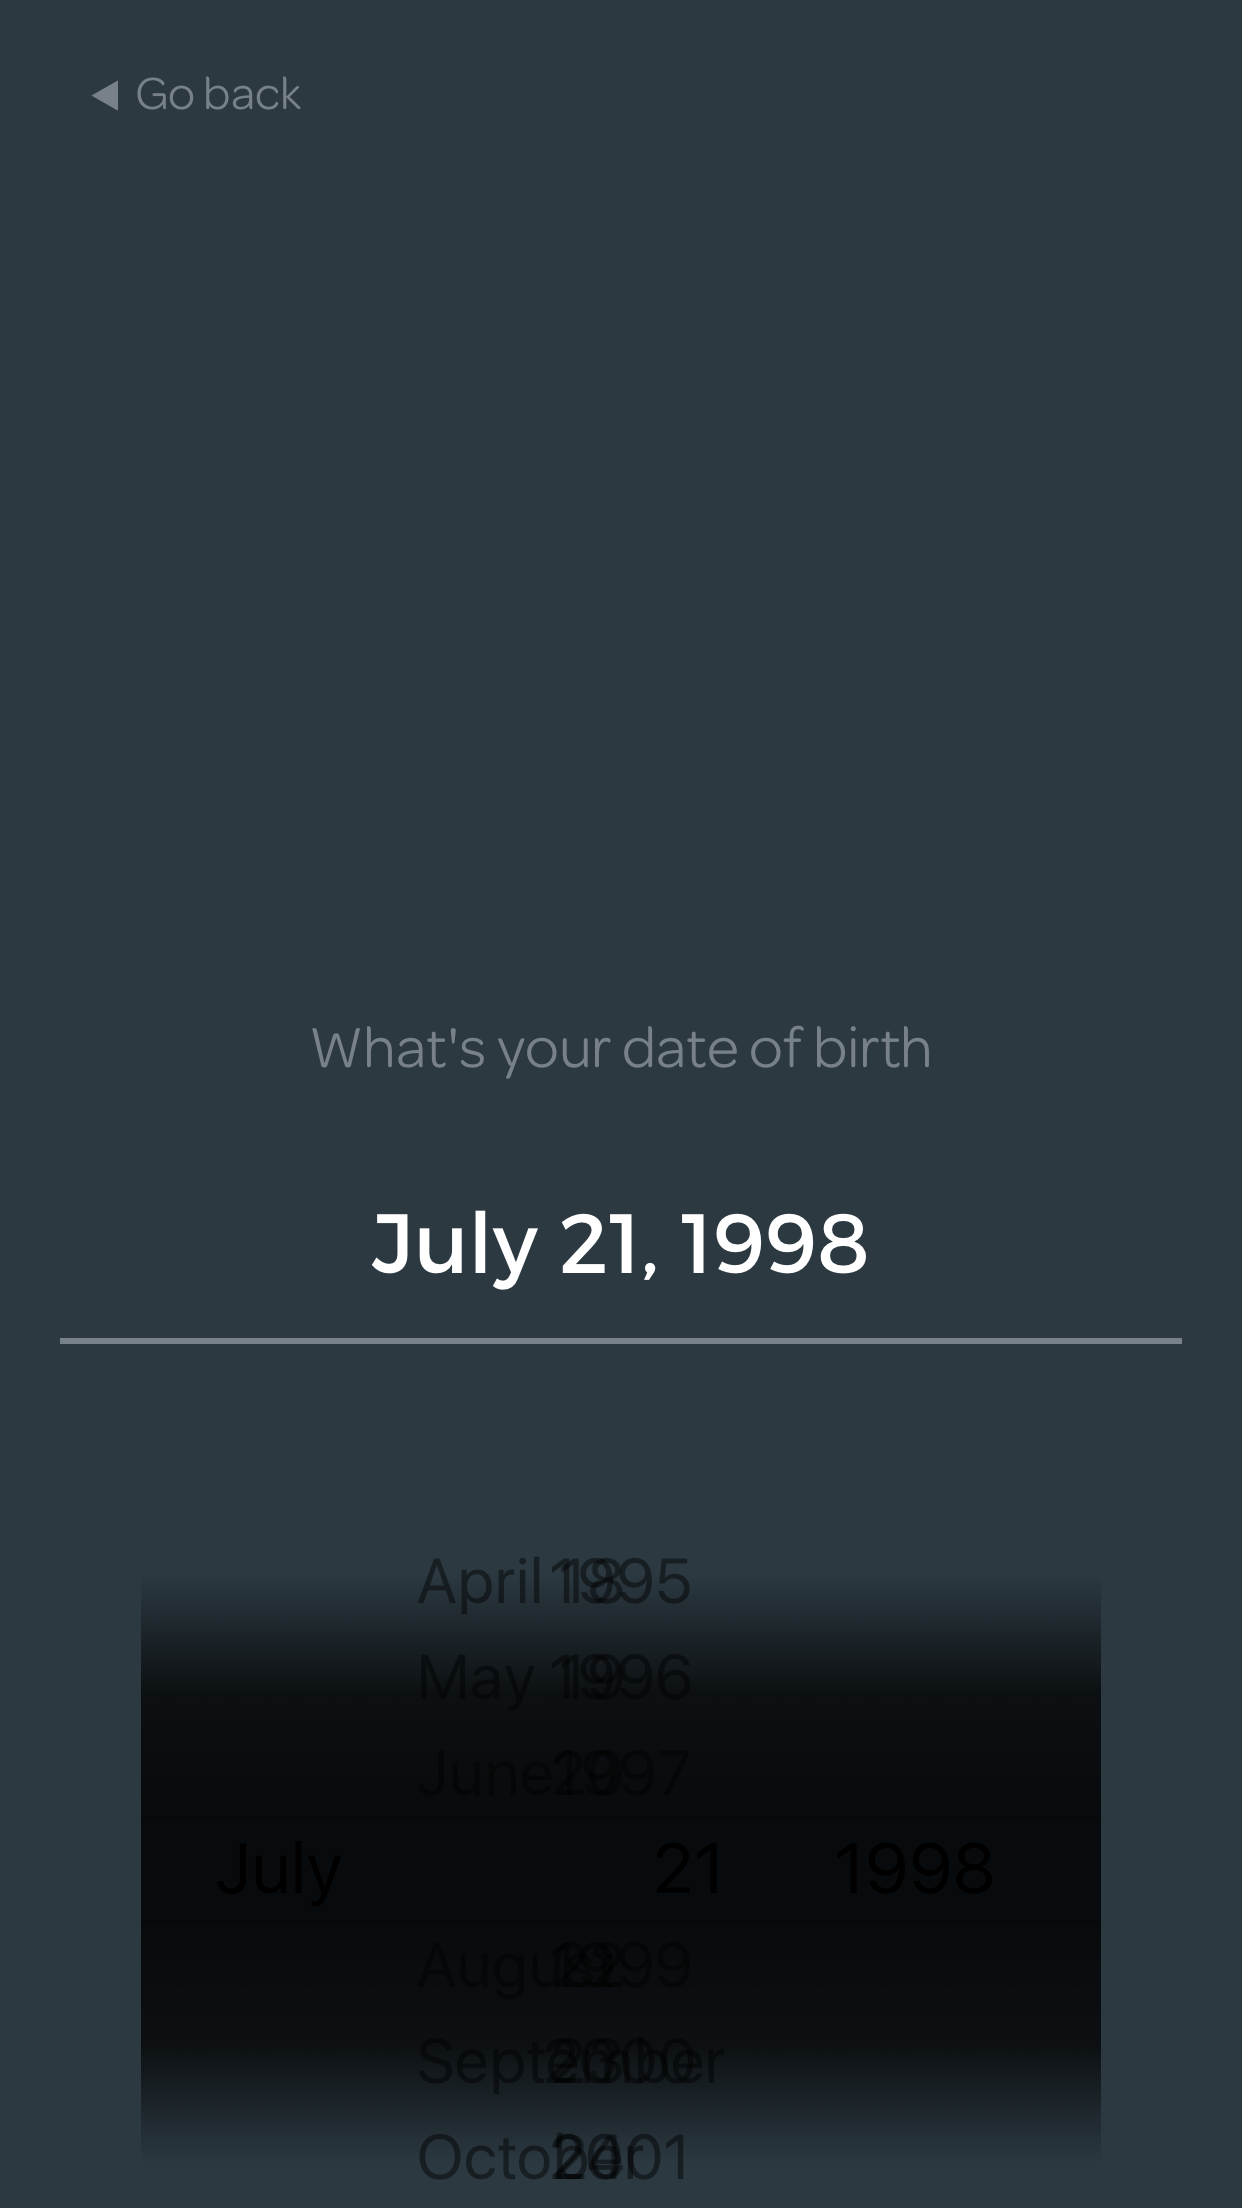 Go back
What's your date of birth
July 21, 1998
April 18 1995
May 19 1996
June 20 1997
July 21 1998
August 22 1999
September 23 2000
October 24 2001